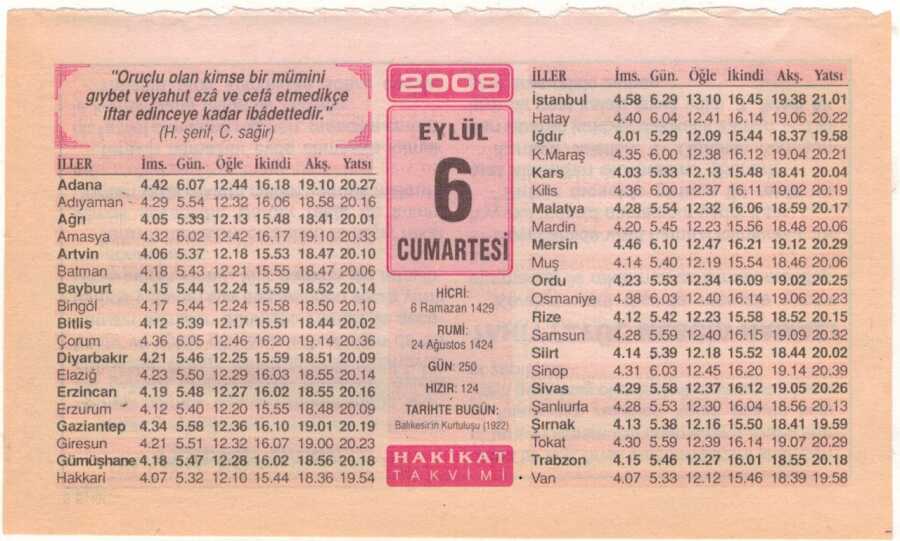 "Oruçlu olan kimse bir mümini
gıybet veyahut ezâ ve cefâ etmedikçe
iftar edinceye kadar ibâdettedir."
(H. şerif, C. sağir)
İLLER İms. Gün. Öğle İkindi Akş. Yatsı
Adana 4.42 6.07 12.44 16.18 19.10 20.27
Adıyaman 4.29 5.54 12.32 16.06 18.58 20.16
Ağrı 4.05 5.33 12.13 15.48 18.41 20.01
Amasya 4.32 6.02 12.42 16.17 19.10 20.33
Artvin 4.06 5.37 12.18 15.53 18.47 20.10
Batman 4.18 5.43 12.21 15.55 18.47 20.06
Bayburt 4.15 5.44 12.24 15.59 18.52 20.14
Bingöl 4.17 5.44 12.24 15.58 18.50 20.10
Bitlis 4.12 5.39 12.17 15.51 18.44 20.02
Çorum 4.36 6.05 12.46 16.20 19.14 20.36
Diyarbakır 4.21 5.46 12.25 15.59 18.51 20.09
Elazığ 4.23 5.50 12.29 16.03 18.55 20.14
Erzincan 4.19 5.48 12.27 16.02 18.55 20.16
Erzurum 4.12 5.40 12.20 15.55 18.48 20.09
Gaziantep 4.34 5.58 12.36 16.10 19.01 20.19
Giresun 4.21 5.51 12.32 16.07 19.00 20.23
Gümüşhane 4.18 5.47 12.28 16.02 18.56 20.18
Hakkari 4.07 5.32 12.10 15.44 18.36 19.54
2008
EYLÜL
6
CUMARTESİ
HİCRİ:
6 Ramazan 1429
RUMİ:
24 Ağustos 1424
GÜN: 250
HIZIR: 124
TARİHTE BUGÜN:
Balıkesir'in Kurtuluşu (1922)
HAKİKAT
TAKVİMİ
İLLER İms. Gün. Öğle İkindi Akş. Yatsı
İstanbul 4.58 6.29 13.10 16.45 19.38 21.01
Hatay 4.40 6.04 12.41 16.14 19.06 20.22
Iğdır 4.01 5.29 12.09 15.44 18.37 19.58
K.Maraş 4.35 6.00 12.38 16.12 19.04 20.21
Kars 4.03 5.33 12.13 15.48 18.41 20.04
Kilis 4.36 6.00 12.37 16.11 19.02 20.19
Malatya 4.28 5.54 12.32 16.06 18.59 20.17
Mardin 4.20 5.45 12.23 15.56 18.48 20.06
Mersin 4.46 6.10 12.47 16.21 19.12 20.29
Muş 4.14 5.40 12.19 15.54 18.46 20.06
Ordu 4.23 5.53 12.34 16.09 19.02 20.25
Osmaniye 4.38 6.03 12.40 16.14 19.06 20.23
Rize 4.12 5.42 12.23 15.58 18.52 20.15
Samsun 4.28 5.59 12.40 16.15 19.09 20.32
Siirt 4.14 5.39 12.18 15.52 18.44 20.02
Sinop 4.31 6.03 12.45 16.20 19.14 20.39
Sivas 4.29 5.58 12.37 16.12 19.05 20.26
Şanlıurfa 4.28 5.53 12.30 16.04 18.56 20.13
Şırnak 4.13 5.38 12.16 15.50 18.41 19.59
Tokat 4.30 5.59 12.39 16.14 19.07 20.29
Trabzon 4.15 5.46 12.27 16.01 18.55 20.18
Van 4.07 5.33 12.12 15.46 18.39 19.58